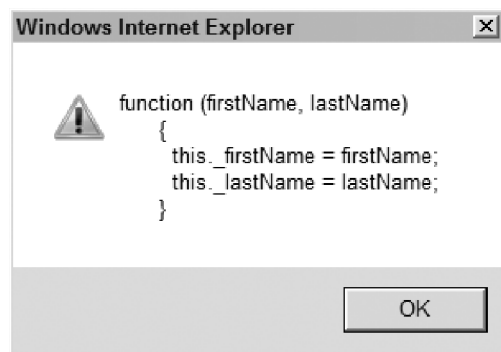 Windows Internet Explorer
function (firstName, lastName)
{
this._firstName = firstName;
this._lastName = lastName;
}
OK